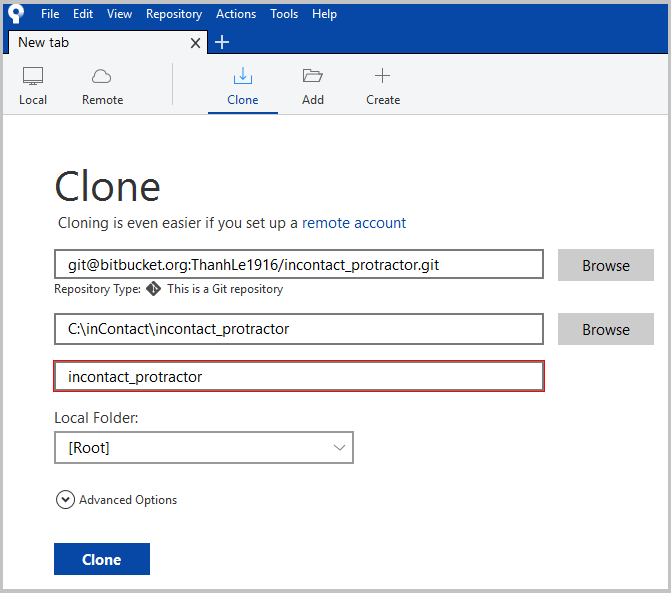 File Edit View Repository Actions Tools Help
New tab
Local Remote Clone Add Create
Clone
Cloning is even easier if you set up a remote account
git@bitbucket.org:ThanhLe1916/incontact_protractor.git Browse
Repository Type: This is a Git repository
C:\inContact\incontact_protractor Browse
incontact_protractor
Local Folder:
[Root]
Advanced Options
Clone